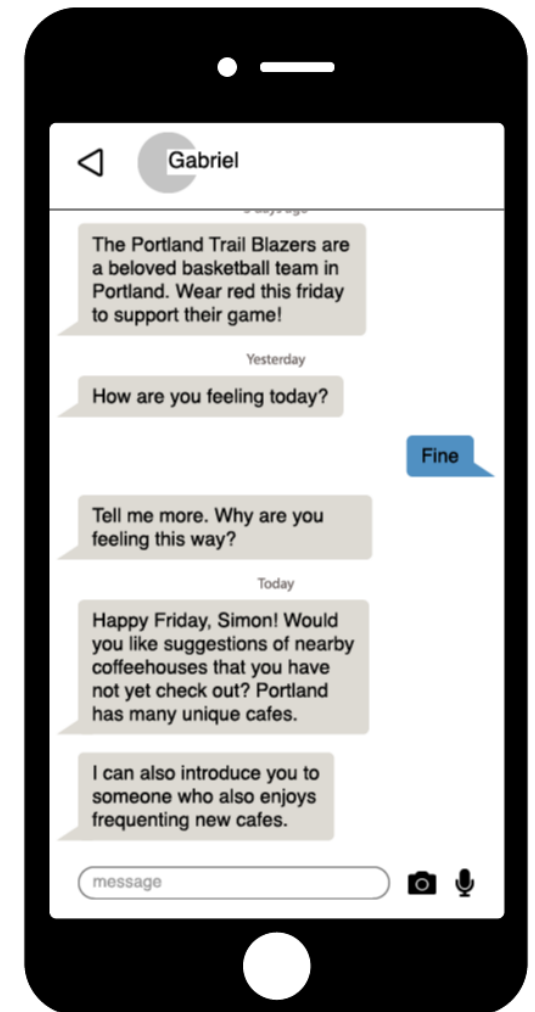 Gabriel
days ago
The Portland Trail Blazers are
a beloved basketball team in
Portland. Wear red this friday
to support their game!
Yesterday
How are you feeling today?
Fine
Tell me more. Why are you
feeling this way?
Today
Happy Friday, Simon! Would
you like suggestions of nearby
coffeehouses that you have
not yet check out? Portland
has many unique cafes.
I can also introduce you to
someone who also enjoys
frequenting new cafes.
message